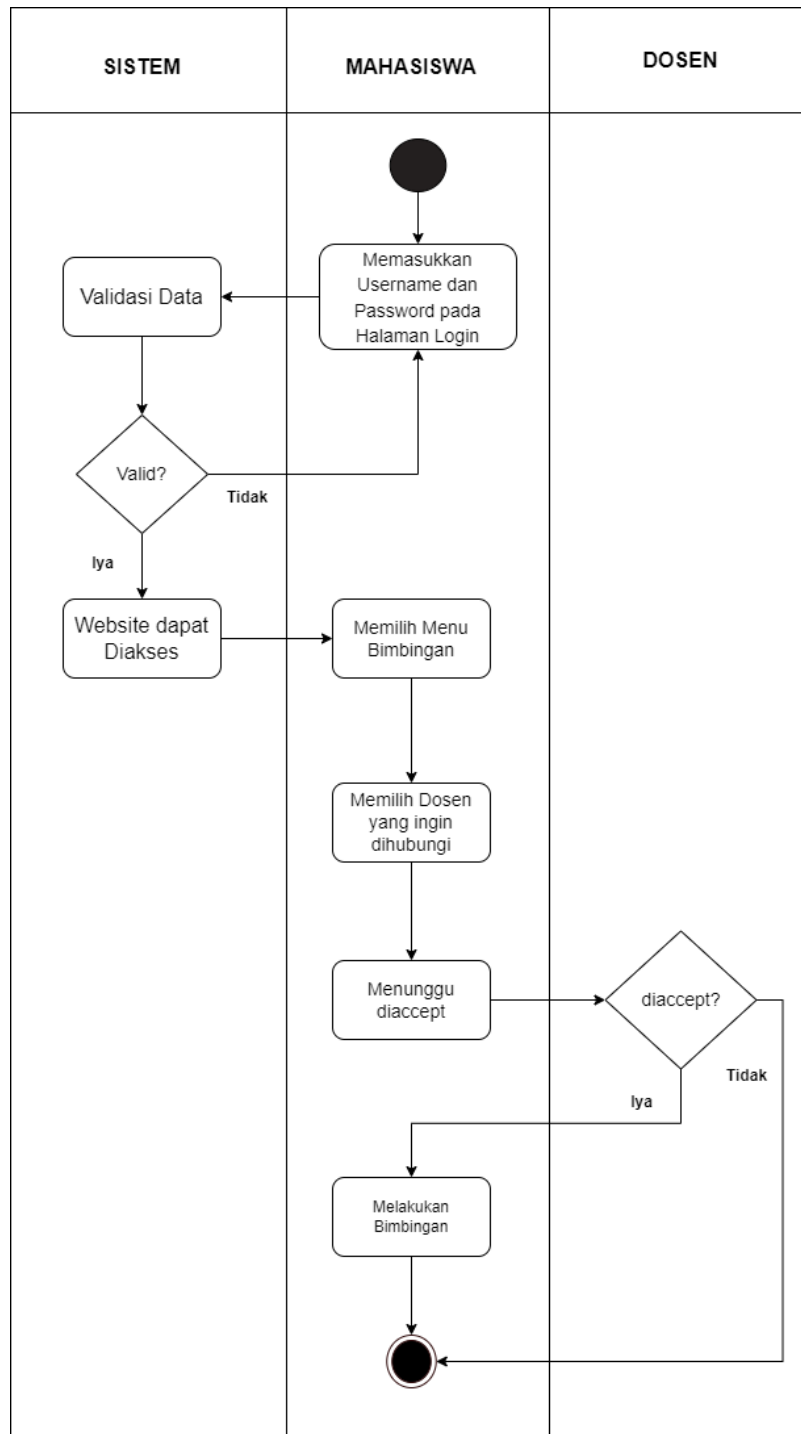 SISTEM
MAHASISWA
DOSEN
Memasukkan
Username dan
Password pada
Halaman Login
Validasi Data
Valid?
Tidak
Iya
Website dapat
Diakses
Memilih Menu
Bimbingan
Memilih Dosen
yang ingin
dihubungi
Menunggu
diaccept
diaccept?
Tidak
Iya
Melakukan
Bimbingan